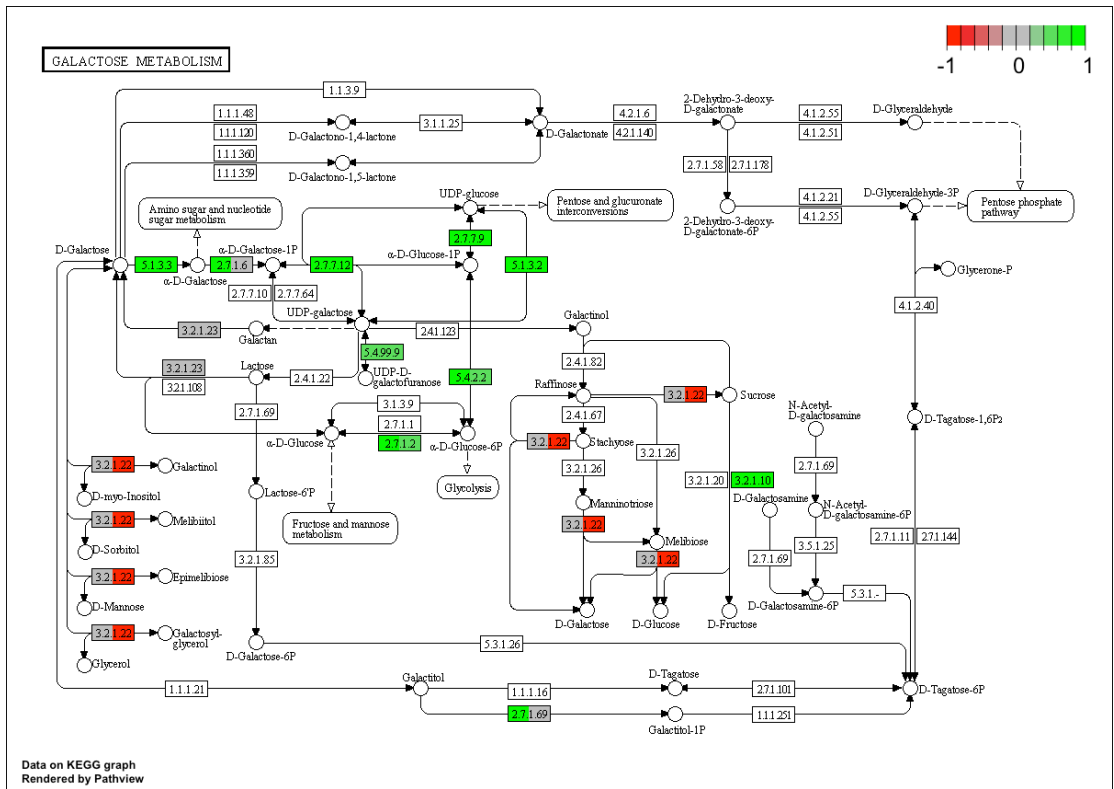 GALACTOSE METABOLISM
-1 0 1
1.1.3.9
1.1.1.48
1.1.1.120
D-Galactono-1,4-lactone
3.1.1.25
D-Galactonate
4.2.1.6
4.2.1.140
2-Dehydro-3-deoxy-
D-galactonate
4.1.2.55
4.1.2.51
D-Glyceraldehyde
1.1.1.360
1.1.1.359
D-Galactono-1,5-lactone
2.7.1.58
2.7.1.178
UDP-glucose
Pentose and glucuronate
interconversions
4.1.2.21
4.1.2.55
D-Glyceraldehyde-3P
Pentose phosphate
pathway
2-Dehydro-3-deoxy-
D-galactonate-6P
Amino sugar and nucleotide
sugar metabolism
2.7.7.9
D-Galactose
α-D-Galactose-1P
α-D-Glucose-1P
5.1.3.3
2.7.1.6
2.7.7.12
5.1.3.2
Glycerone-P
α-D-Galactose
2.7.7.10
2.7.7.64
4.1.2.40
UDP-galactose
Galactinol
3.2.1.23
Galactan
2.4.1.123
5.4.99.9
UDP-D-
galactofuranose
5.4.2.2
2.4.1.82
3.2.1.23
3.2.1.108
Lactose
2.4.1.22
Raffinose
3.2.1.22
Sucrose
2.7.1.69
3.1.3.9
2.7.1.1
2.7.1.2
α-D-Glucose
α-D-Glucose-6P
2.4.1.67
3.2.1.22
Stachyose
3.2.1.26
3.2.1.26
N-Acetyl-
D-galactosamine
D-Tagatose-1,6P2
3.2.1.22
Galactinol
D-myo-Inositol
Lactose-6'P
Glycolysis
Manninotriose
3.2.1.20
3.2.1.10
2.7.1.69
D-Galactosamine
N-Acetyl-
D-galactosamine-6P
3.2.1.22
Melibiitol
D-Sorbitol
Fructose and mannose
metabolism
3.2.1.22
Melibiose
3.2.1.22
2.7.1.69
3.5.1.25
2.7.1.11
2.7.1.144
3.2.1.85
3.2.1.22
Epimelibiose
D-Mannose
5.3.1.-
D-Galactosamine-6P
D-Galactose
D-Glucose
D-Fructose
3.2.1.22
Galactosyl-
glycerol
Glycerol
D-Galactose-6P
5.3.1.26
1.1.1.21
Galactitol
1.1.1.16
D-Tagatose
2.7.1.101
D-Tagatose-6P
2.7.1.69
Galactitol-1P
1.1.1.251
Data on KEGG graph
Rendered by Pathview